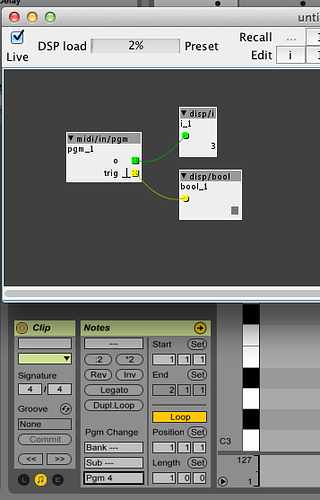 Delay
unti
Live
DSP load
2%
Preset
Recall
...
Edit
i
midi/in/pgm
pgm_1
o
trig
disp/i
i_1
3
disp/bool
bool_1
Clip
Notes
---
Start
Set
:2
*2
1 1 1
Signature
Rev
Inv
End
Set
4 / 4
Legato
2 1 1
Groove
Dupl Loop
None
Loop
Commit
Pgm Change
Position
Set
<<
>>
Bank ---
1 1 1
C3
Sub ---
Length
Set
127
Pgm 4
1 0 0
1
L
E